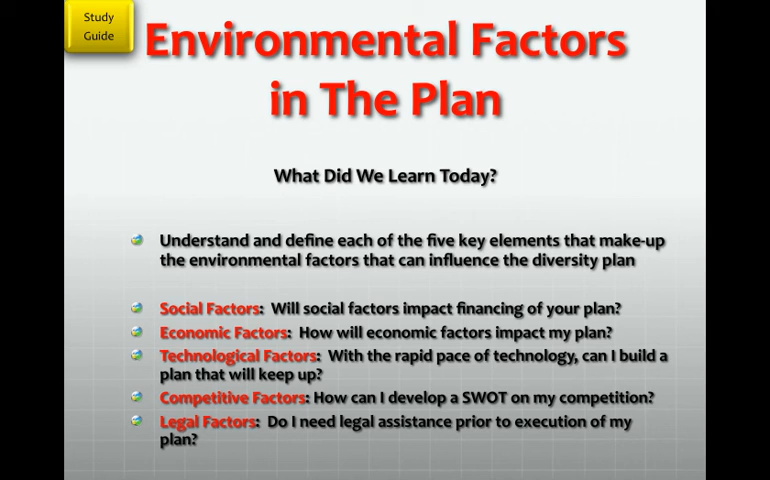 Study
Guide
Environmental Factors
in The Plan
What Did We Learn Today?
Understand and define each of the five key elements that make-up
the environmental factors that can influence the diversity plan
Social Factors: Will social factors impact financing of your plan?
Economic Factors: How will economic factors impact my plan?
Technological Factors: With the rapid pace of technology, can I build a
plan that will keep up?
Competitive Factors: How can I develop a SWOT on my competition?
Legal Factors: Do I need legal assistance prior to execution of my
plan?